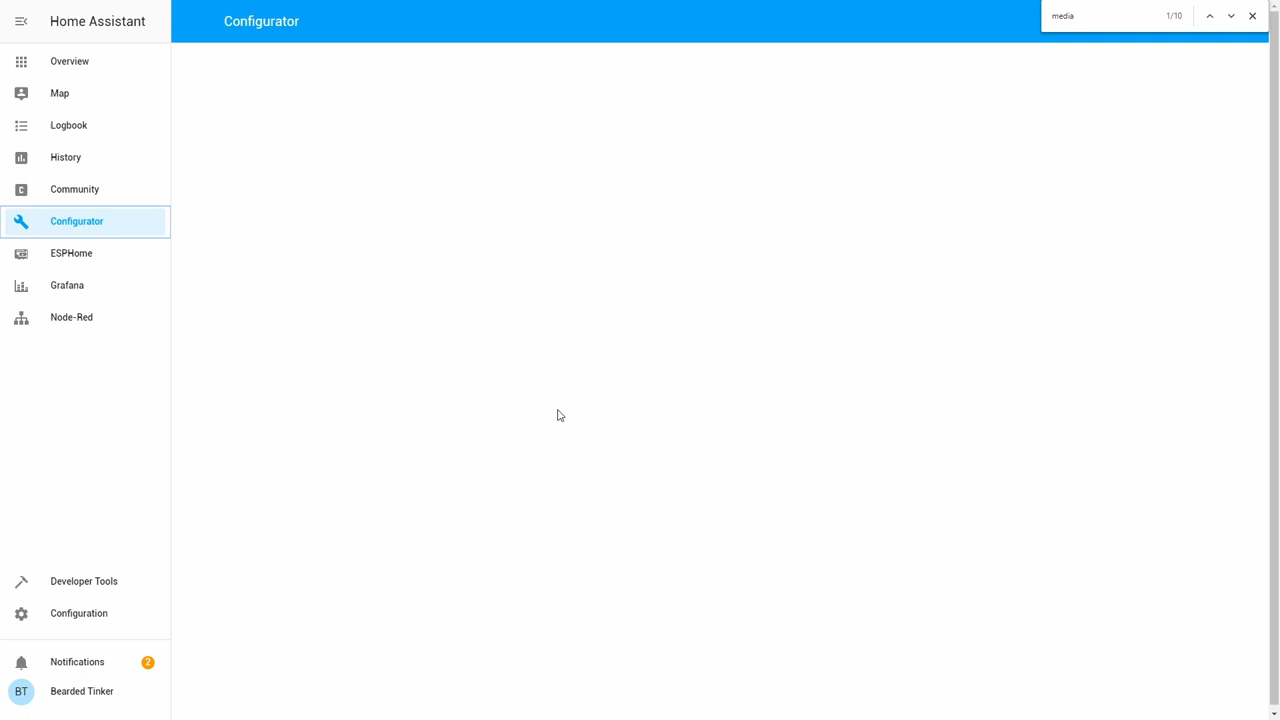 Home Assistant
Configurator
media 1/10
Overview
Map
Logbook
History
C Community
Configurator
ESPHome
Grafana
Node-Red
Developer Tools
Configuration
Notifications 2
BT Bearded Tinker